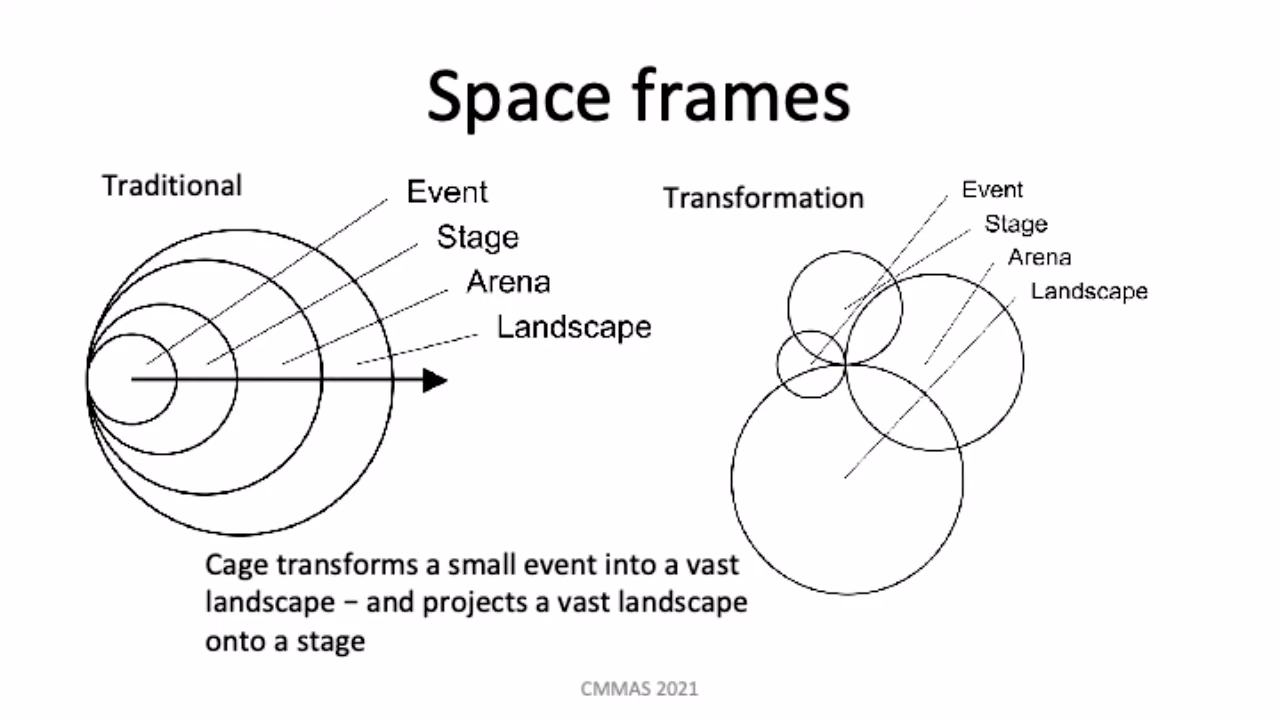 Space frames
Traditional
Event
Stage
Arena
Landscape
Transformation
Event
Stage
Arena
Landscape
Cage transforms a small event into a vast
landscape – and projects a vast landscape
onto a stage
CMMAS 2021